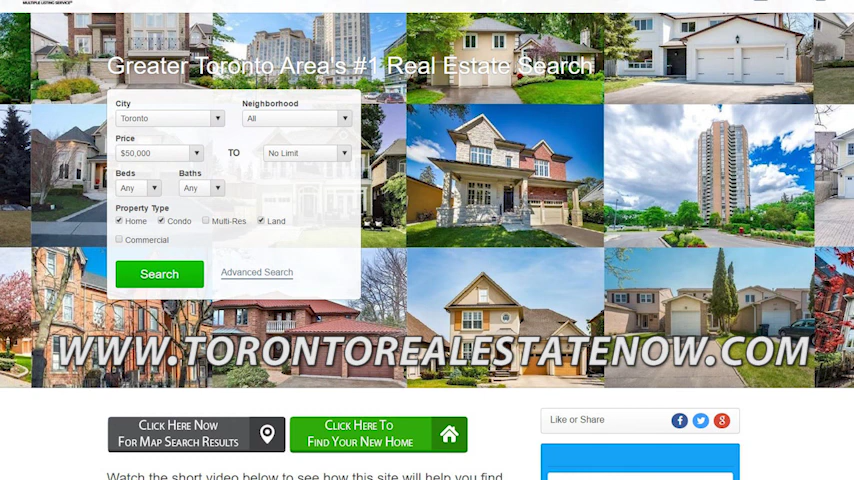 MULTIPLE LISTING SERVICE®
Greater Toronto Area's #1 Real Estate Search
City
Neighborhood
Toronto
All
Price
$50,000
TO
No Limit
Beds
Baths
Any
Any
Property Type
Home
Condo
Multi-Res
Land
Commercial
Search
Advanced Search
WWW.TORONTOREALESTATENOW.COM
Click Here Now
For Map Search Results
Click Here To
Find Your New Home
Like or Share
Watch the short video below to see how this site will help you find